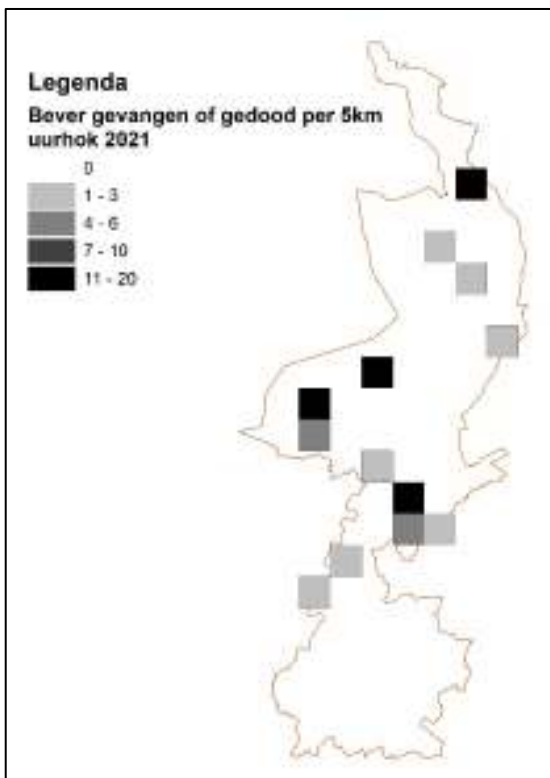 Legenda
Bever gevangen of gedood per 5km
uurhok 2021
0
1 - 3
4 - 6
7 - 10
11 - 20